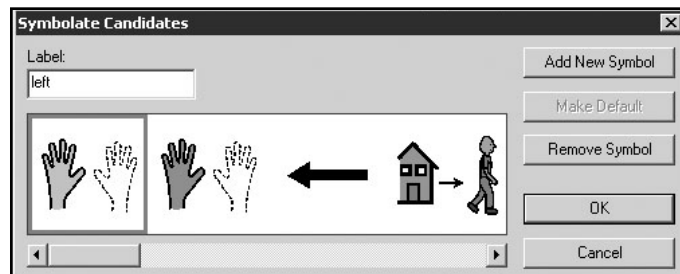 Symbolate Candidates
Label:
left
Add New Symbol
Make Default
Remove Symbol
OK
Cancel